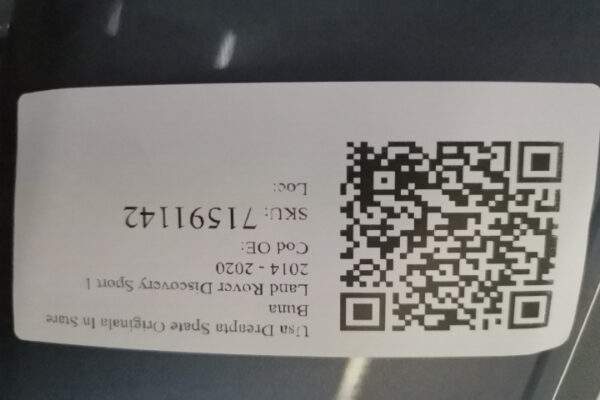 Usa Dreapta Spate Originala In Stare
Buna
Land Rover Discovery Sport 1
2014 - 2020
Cod OE:
SKU: 71591142
Loc: